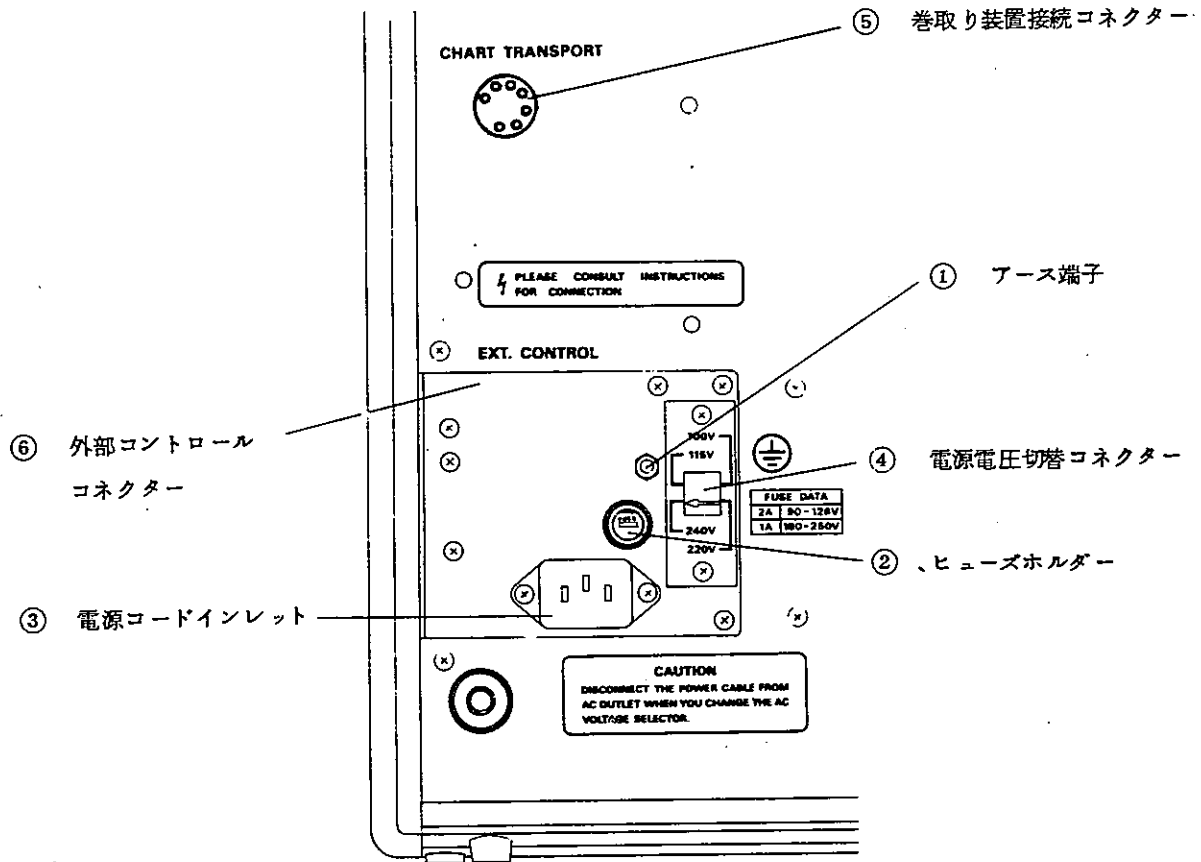 ⑤ 巻取り装置接続コネクター
CHART TRANSPORT
PLEASE CONSULT INSTRUCTIONS
FOR CONNECTION
① アース端子
EXT. CONTROL
⑥ 外部コントロール
コネクター
100V
115V
④ 電源電圧切替コネクター
FUSE DATA
2A 90-128V
1A 180-250V
240V
220V
② 、ヒューズホルダー
③ 電源コードインレット
CAUTION
DISCONNECT THE POWER CABLE FROM
AC OUTLET WHEN YOU CHANGE THE AC
VOLTAGE SELECTOR.